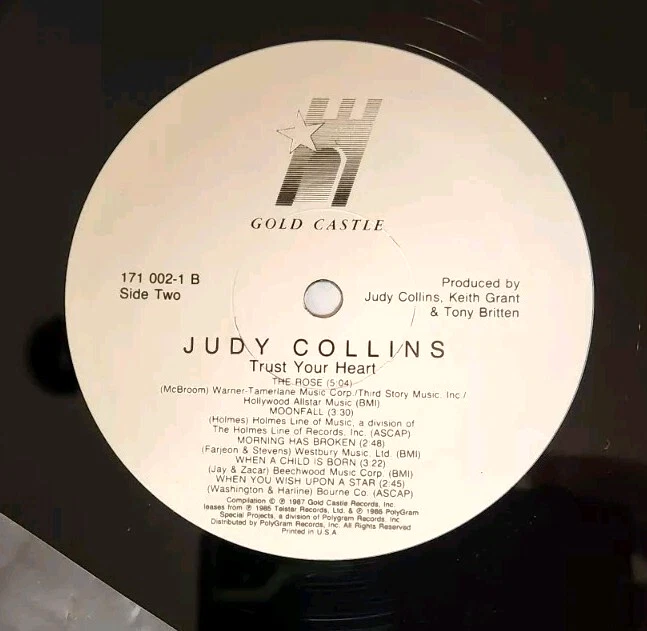 GOLD CASTLE
171 002-1 B
Side Two
Produced by
Judy Collins, Keith Grant
& Tony Britten
JUDY COLLINS
Trust Your Heart
THE ROSE (5:04)
(McBroom) Warner-Tamerlane Music Corp./Third Story Music, Inc./
Hollywood Allstar Music (BMI)
MOONFALL (3:30)
(Holmes) Holmes Line of Music, a division of
The Holmes Line of Records, Inc. (ASCAP)
MORNING HAS BROKEN (2:48)
(Farjeon & Stevens) Westbury Music, Ltd. (BMI)
WHEN A CHILD IS BORN (3:22)
(Jay & Zacar) Beechwood Music Corp. (BMI)
WHEN YOU WISH UPON A STAR (2:45)
(Washington & Harline) Bourne Co. (ASCAP)
Compilation © ℗ 1987 Gold Castle Records, Inc.
leases from ℗ 1985 Telstar Records, Ltd. & ℗ 1986 PolyGram
Special Projects, a division of Polygram Records, Inc.
Distributed by PolyGram Records, Inc. All Rights Reserved
Printed in U.S.A.